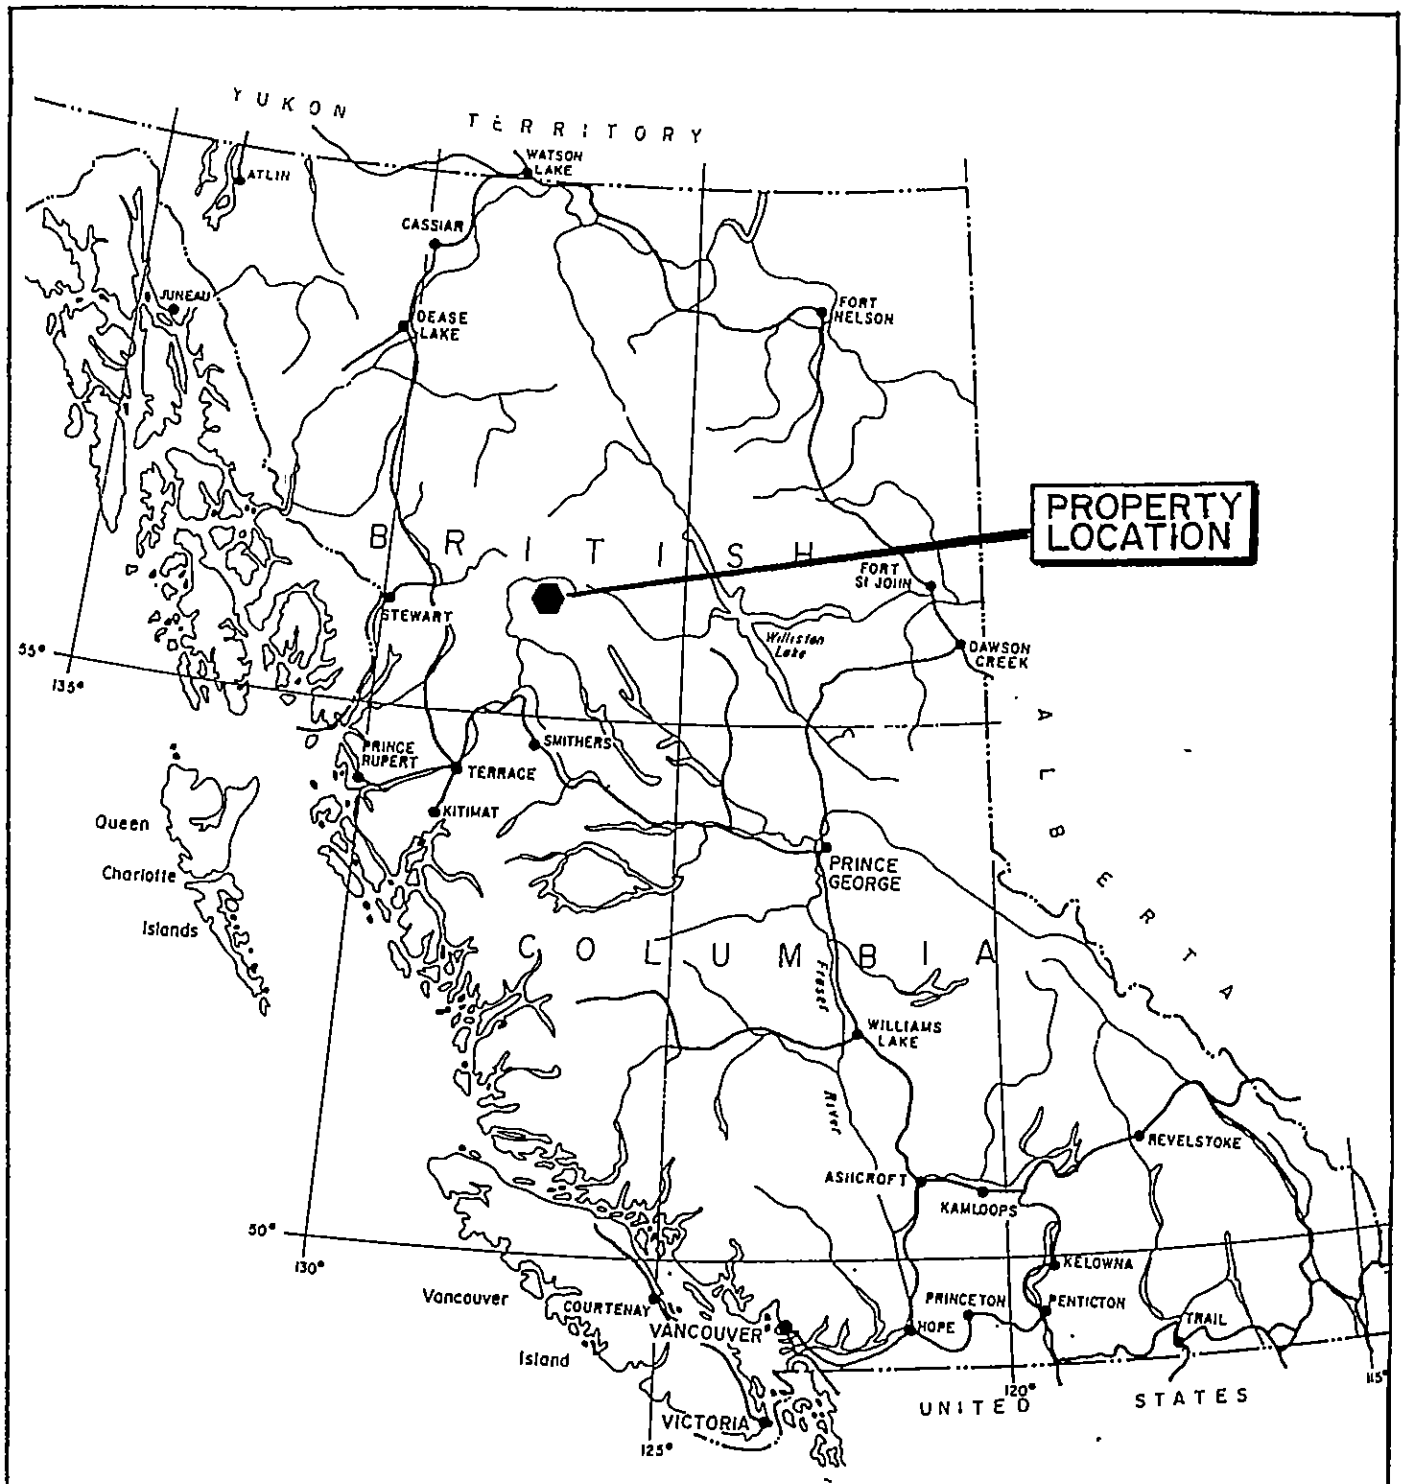 YUKON TERRITORY
WATSON
LAKE
ATLIN
CASSIAR
JUNEAU
DEASE
LAKE
FORT
NELSON
PROPERTY
LOCATION
BRITISH
FORT
ST JOHN
STEWART
Williston
Lake
DAWSON
CREEK
55°
135°
ALBERTA
PRINCE
RUPERT
SMITHERS
TERRACE
KITIMAT
Queen
Charlotte
Islands
PRINCE
GEORGE
COLUMBIA
Fraser
River
WILLIAMS
LAKE
REVELSTOKE
ASHCROFT
KAMLOOPS
50°
130°
KELOWNA
Vancouver
Island
COURTENAY
PRINCETON
PENTICTON
VANCOUVER
HOPE
TRAIL
120°
115°
UNITED STATES
VICTORIA
125°